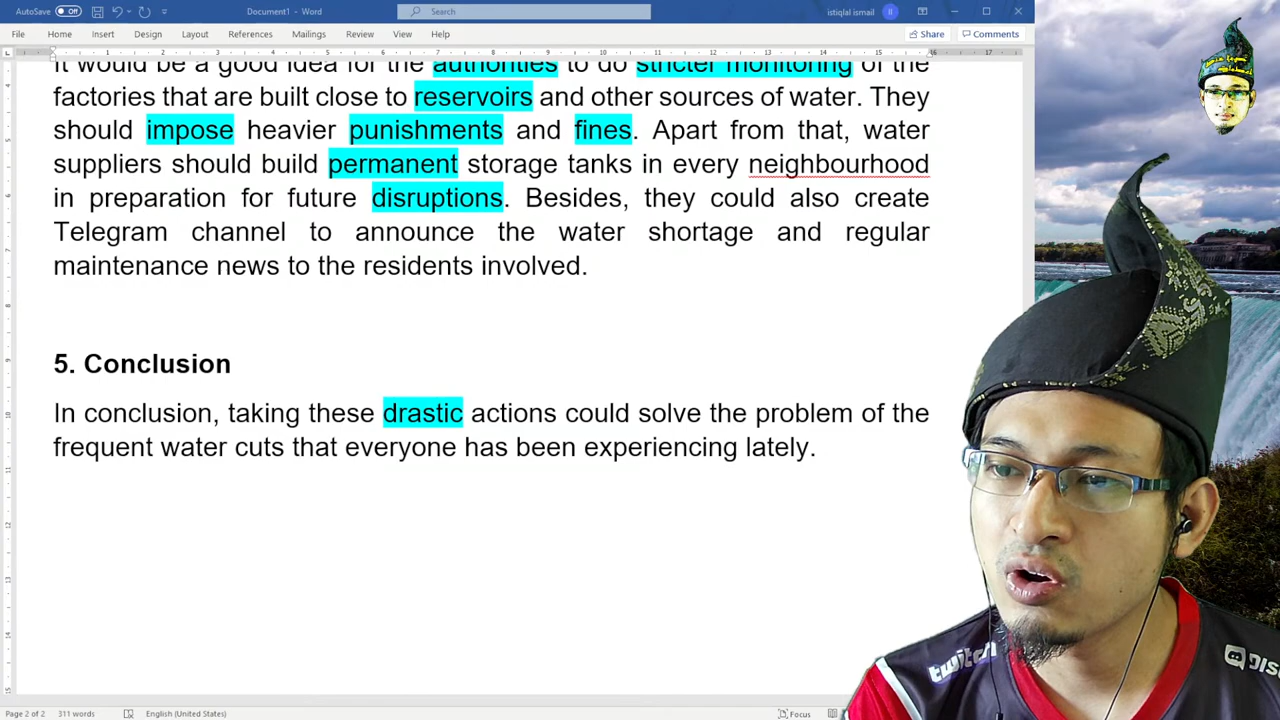 AutoSave Off Document1 - Word Search istiqlal ismail II
File Home Insert Design Layout References Mailings Review View Help Share Comments
It would be a good idea for the authorities to do stricter monitoring of the
factories that are built close to reservoirs and other sources of water. They
should impose heavier punishments and fines. Apart from that, water
suppliers should build permanent storage tanks in every neighbourhood
in preparation for future disruptions. Besides, they could also create
Telegram channel to announce the water shortage and regular
maintenance news to the residents involved.
5. Conclusion
In conclusion, taking these drastic actions could solve the problem of the
frequent water cuts that everyone has been experiencing lately.
twitch
Page 2 of 2 311 words English (United States) Focus